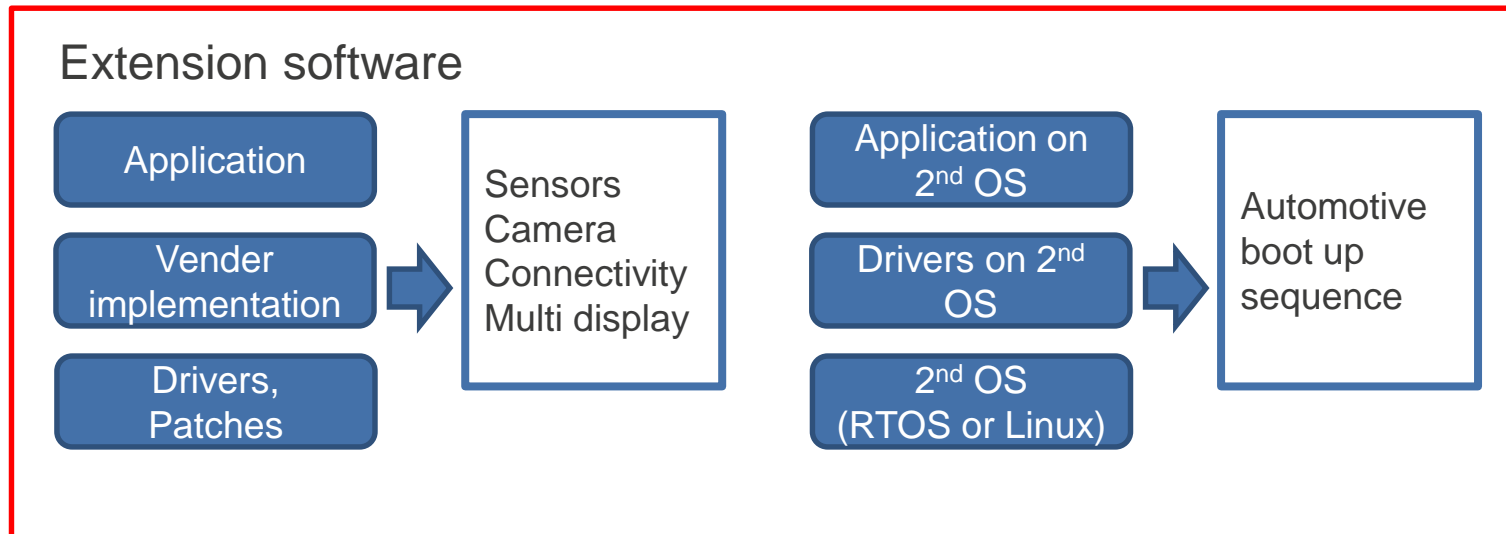 Extension software
Application
Vender
implementation
Drivers,
Patches
Sensors
Camera
Connectivity
Multi display
Application on
2nd OS
Drivers on 2nd
OS
2nd OS
(RTOS or Linux)
Automotive
boot up
sequence